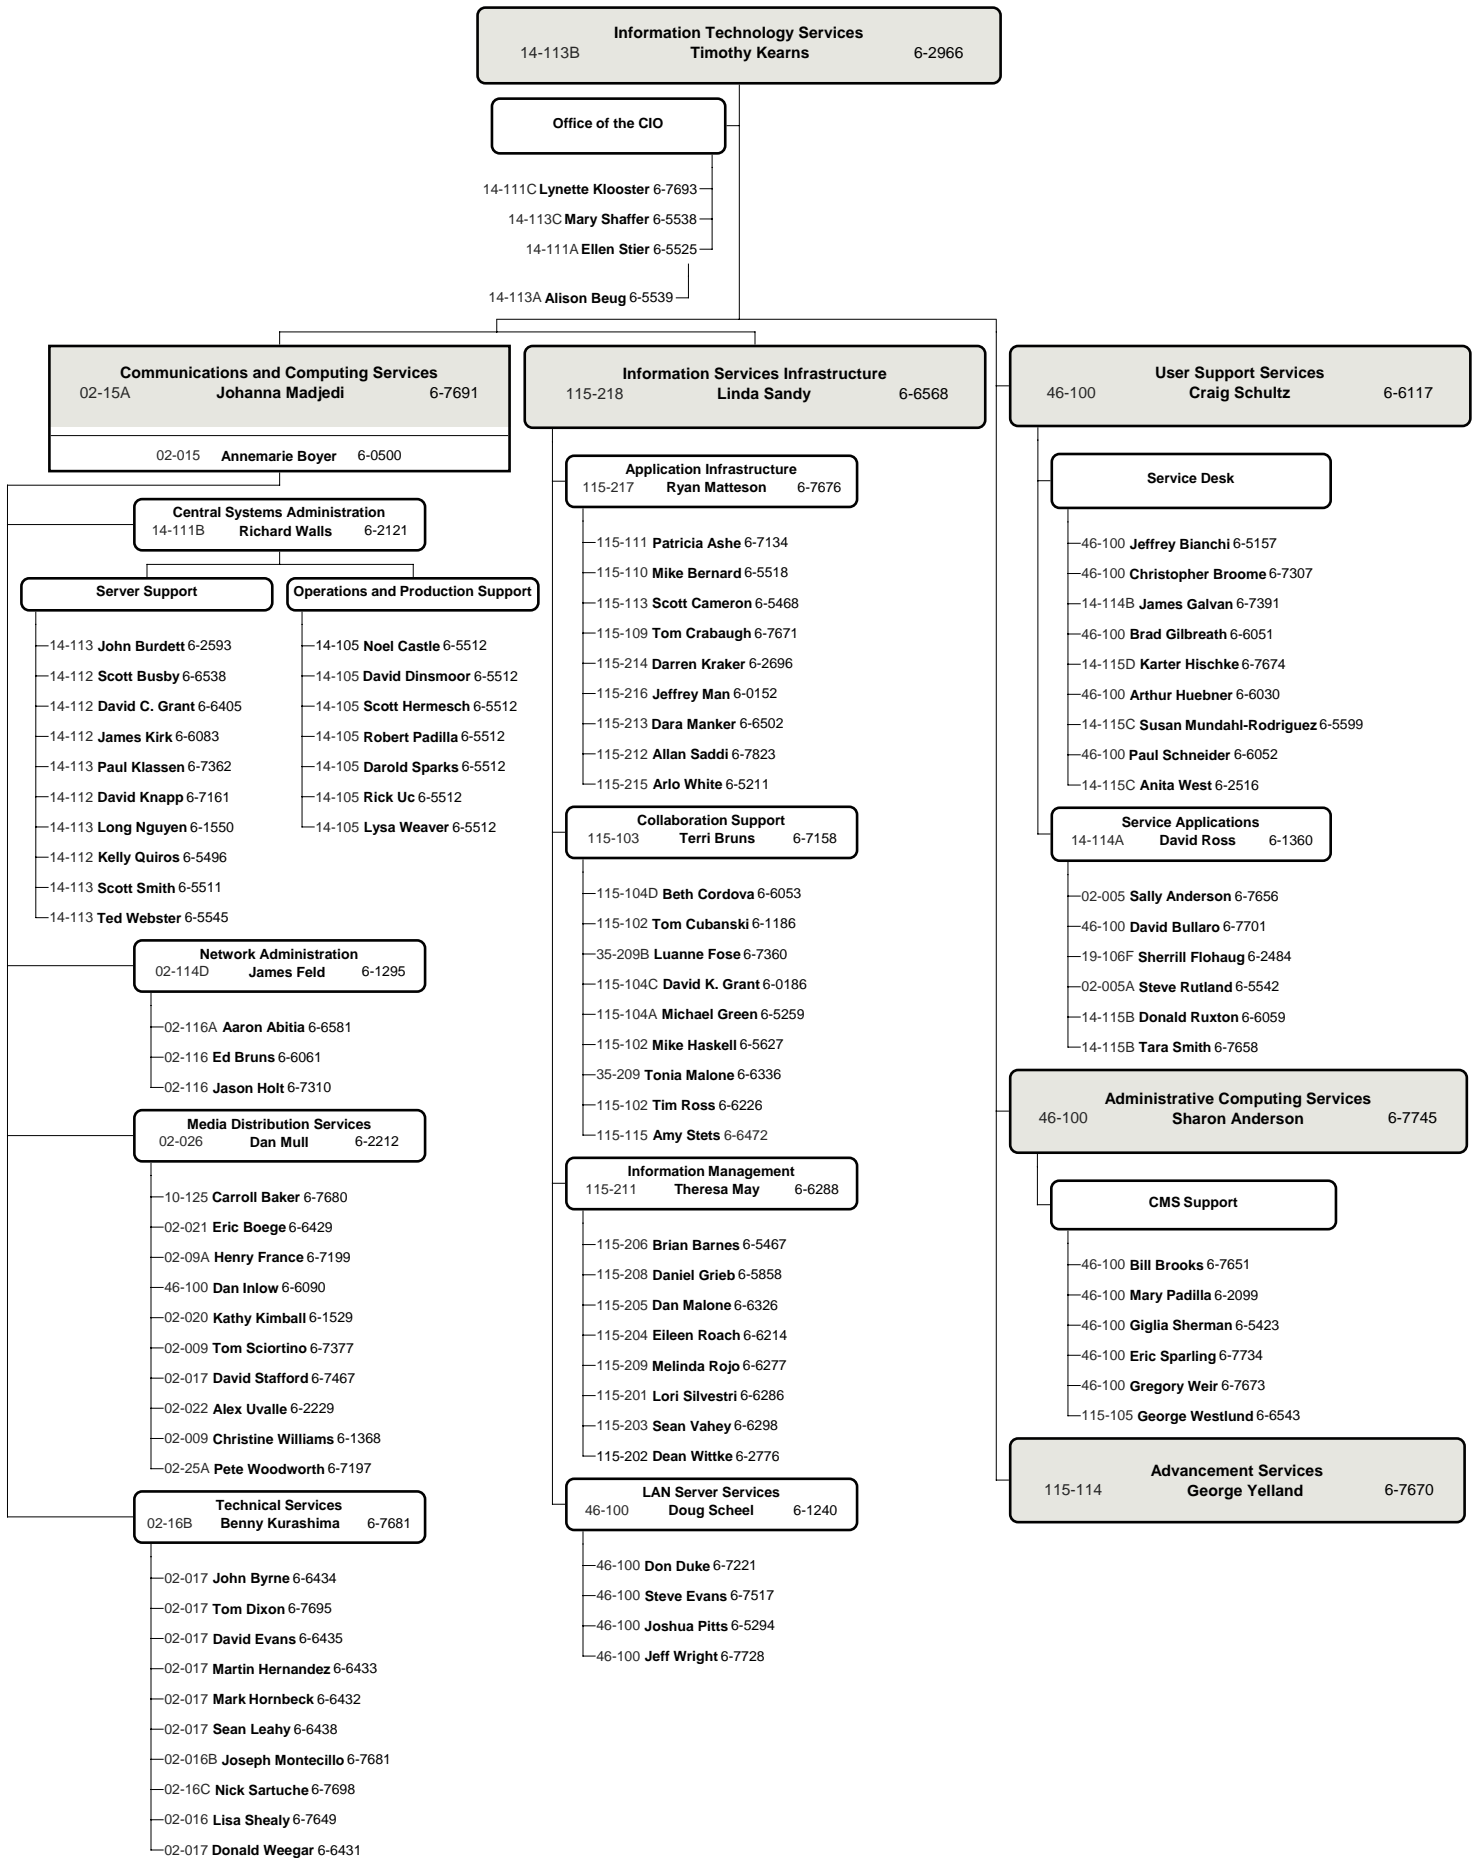 Information Technology Services
14-113B Timothy Kearns 6-2966
Office of the CIO
14-111C Lynette Klooster 6-7693
14-113C Mary Shaffer 6-5538
14-111A Ellen Stier 6-5525
14-113A Alison Beug 6-5539
Communications and Computing Services
02-15A Johanna Madjedi 6-7691
02-015 Annemarie Boyer 6-0500
Central Systems Administration
14-111B Richard Walls 6-2121
Server Support
14-113 John Burdett 6-2593
14-112 Scott Busby 6-6538
14-112 David C. Grant 6-6405
14-112 James Kirk 6-6083
14-113 Paul Klassen 6-7362
14-112 David Knapp 6-7161
14-113 Long Nguyen 6-1550
14-112 Kelly Quiros 6-5496
14-113 Scott Smith 6-5511
14-113 Ted Webster 6-5545
Operations and Production Support
14-105 Noel Castle 6-5512
14-105 David Dinsmoor 6-5512
14-105 Scott Hermesch 6-5512
14-105 Robert Padilla 6-5512
14-105 Darold Sparks 6-5512
14-105 Rick Uc 6-5512
14-105 Lysa Weaver 6-5512
Network Administration
02-114D James Feld 6-1295
02-116A Aaron Abitia 6-6581
02-116 Ed Bruns 6-6061
02-116 Jason Holt 6-7310
Media Distribution Services
02-026 Dan Mull 6-2212
10-125 Carroll Baker 6-7680
02-021 Eric Boege 6-6429
02-09A Henry France 6-7199
46-100 Dan Inlow 6-6090
02-020 Kathy Kimball 6-1529
02-009 Tom Sciortino 6-7377
02-017 David Stafford 6-7467
02-022 Alex Uvalle 6-2229
02-009 Christine Williams 6-1368
02-25A Pete Woodworth 6-7197
Technical Services
02-16B Benny Kurashima 6-7681
02-017 John Byrne 6-6434
02-017 Tom Dixon 6-7695
02-017 David Evans 6-6435
02-017 Martin Hernandez 6-6433
02-017 Mark Hornbeck 6-6432
02-017 Sean Leahy 6-6438
02-016B Joseph Montecillo 6-7681
02-16C Nick Sartuche 6-7698
02-016 Lisa Shealy 6-7649
02-017 Donald Weegar 6-6431
Information Services Infrastructure
115-218 Linda Sandy 6-6568
Application Infrastructure
115-217 Ryan Matteson 6-7676
115-111 Patricia Ashe 6-7134
115-110 Mike Bernard 6-5518
115-113 Scott Cameron 6-5468
115-109 Tom Crabaugh 6-7671
115-214 Darren Kraker 6-2696
115-216 Jeffrey Man 6-0152
115-213 Dara Manker 6-6502
115-212 Allan Saddi 6-7823
115-215 Arlo White 6-5211
Collaboration Support
115-103 Terri Bruns 6-7158
115-104D Beth Cordova 6-6053
115-102 Tom Cubanski 6-1186
35-209B Luanne Fose 6-7360
115-104C David K. Grant 6-0186
115-104A Michael Green 6-5259
115-102 Mike Haskell 6-5627
35-209 Tonia Malone 6-6336
115-102 Tim Ross 6-6226
115-115 Amy Stets 6-6472
Information Management
115-211 Theresa May 6-6288
115-206 Brian Barnes 6-5467
115-208 Daniel Grieb 6-5858
115-205 Dan Malone 6-6326
115-204 Eileen Roach 6-6214
115-209 Melinda Rojo 6-6277
115-201 Lori Silvestri 6-6286
115-203 Sean Vahey 6-6298
115-202 Dean Wittke 6-2776
LAN Server Services
46-100 Doug Scheel 6-1240
46-100 Don Duke 6-7221
46-100 Steve Evans 6-7517
46-100 Joshua Pitts 6-5294
46-100 Jeff Wright 6-7728
User Support Services
46-100 Craig Schultz 6-6117
Service Desk
46-100 Jeffrey Bianchi 6-5157
46-100 Christopher Broome 6-7307
14-114B James Galvan 6-7391
46-100 Brad Gilbreath 6-6051
14-115D Karter Hischke 6-7674
46-100 Arthur Huebner 6-6030
14-115C Susan Mundahl-Rodriguez 6-5599
46-100 Paul Schneider 6-6052
14-115C Anita West 6-2516
Service Applications
14-114A David Ross 6-1360
02-005 Sally Anderson 6-7656
46-100 David Bullaro 6-7701
19-106F Sherrill Flohaug 6-2484
02-005A Steve Rutland 6-5542
14-115B Donald Ruxton 6-6059
14-115B Tara Smith 6-7658
Administrative Computing Services
46-100 Sharon Anderson 6-7745
CMS Support
46-100 Bill Brooks 6-7651
46-100 Mary Padilla 6-2099
46-100 Giglia Sherman 6-5423
46-100 Eric Sparling 6-7734
46-100 Gregory Weir 6-7673
115-105 George Westlund 6-6543
Advancement Services
115-114 George Yelland 6-7670